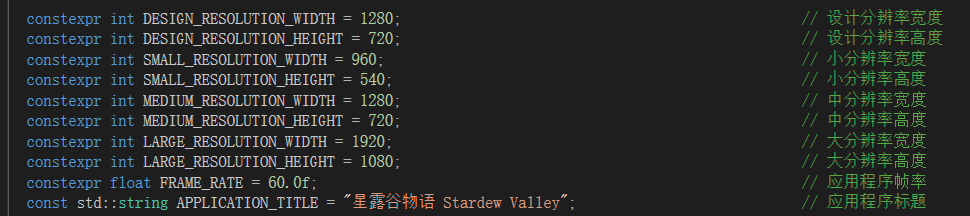 constexpr int DESIGN_RESOLUTION_WIDTH = 1280; // 设计分辨率宽度
constexpr int DESIGN_RESOLUTION_HEIGHT = 720; // 设计分辨率高度
constexpr int SMALL_RESOLUTION_WIDTH = 960; // 小分辨率宽度
constexpr int SMALL_RESOLUTION_HEIGHT = 540; // 小分辨率高度
constexpr int MEDIUM_RESOLUTION_WIDTH = 1280; // 中分辨率宽度
constexpr int MEDIUM_RESOLUTION_HEIGHT = 720; // 中分辨率高度
constexpr int LARGE_RESOLUTION_WIDTH = 1920; // 大分辨率宽度
constexpr int LARGE_RESOLUTION_HEIGHT = 1080; // 大分辨率高度
constexpr float FRAME_RATE = 60.0f; // 应用程序帧率
const std::string APPLICATION_TITLE = "星露谷物语 Stardew Valley"; // 应用程序标题